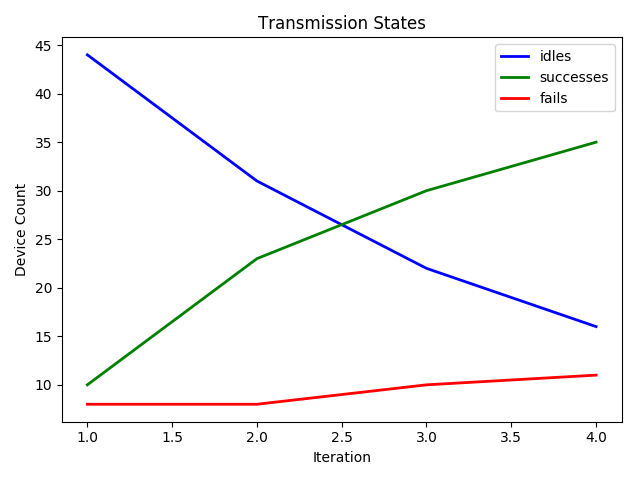 Transmission States
45
40
35
30
25
20
15
10
Device Count
idles
successes
fails
1.0 1.5 2.0 2.5 3.0 3.5 4.0
Iteration